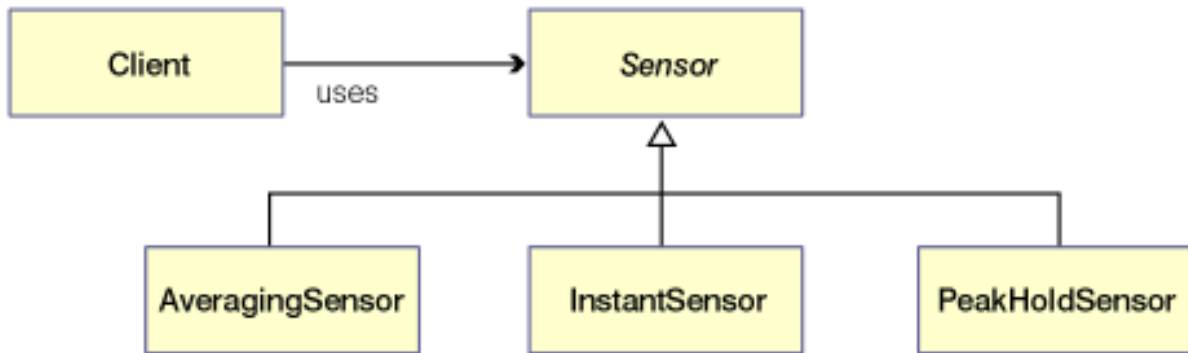 Client
uses
Sensor
AveragingSensor
InstantSensor
PeakHoldSensor